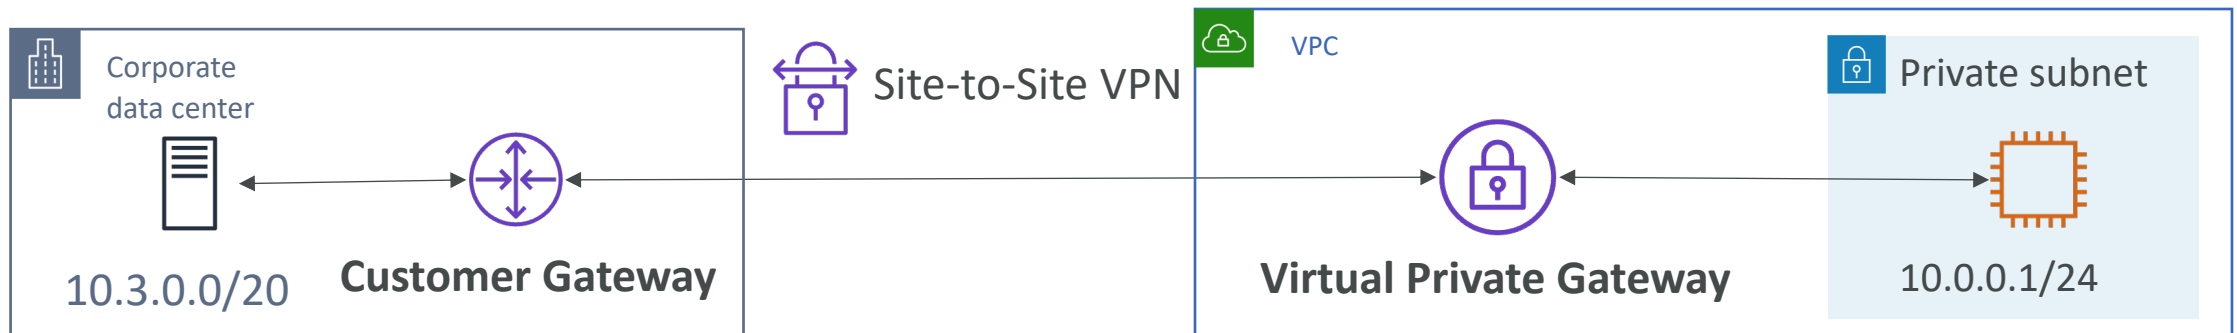 Corporate
data center
10.3.0.0/20
Customer Gateway
Site-to-Site VPN
VPC
Virtual Private Gateway
Private subnet
10.0.0.1/24